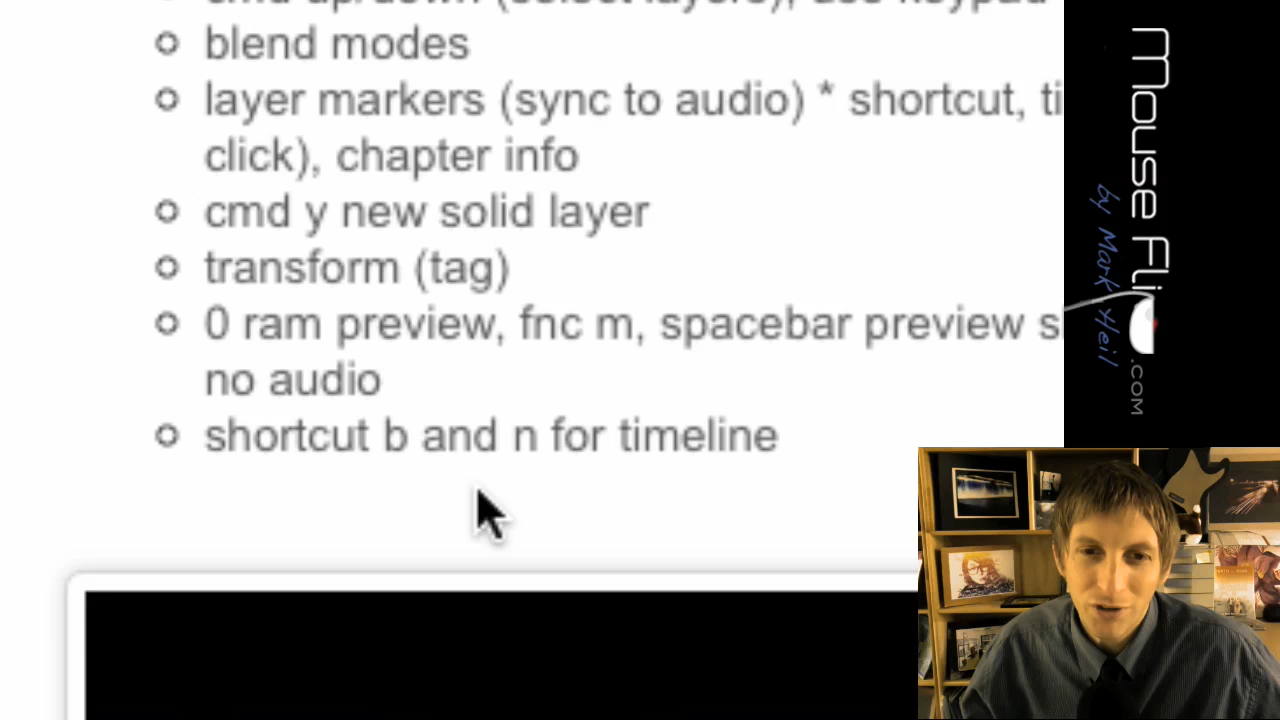 blend modes
layer markers (sync to audio) * shortcut, ti
click), chapter info
cmd y new solid layer
transform (tag)
0 ram preview, fnc m, spacebar preview s
no audio
shortcut b and n for timeline
Mouse Fli
.COM
by Mark Heil